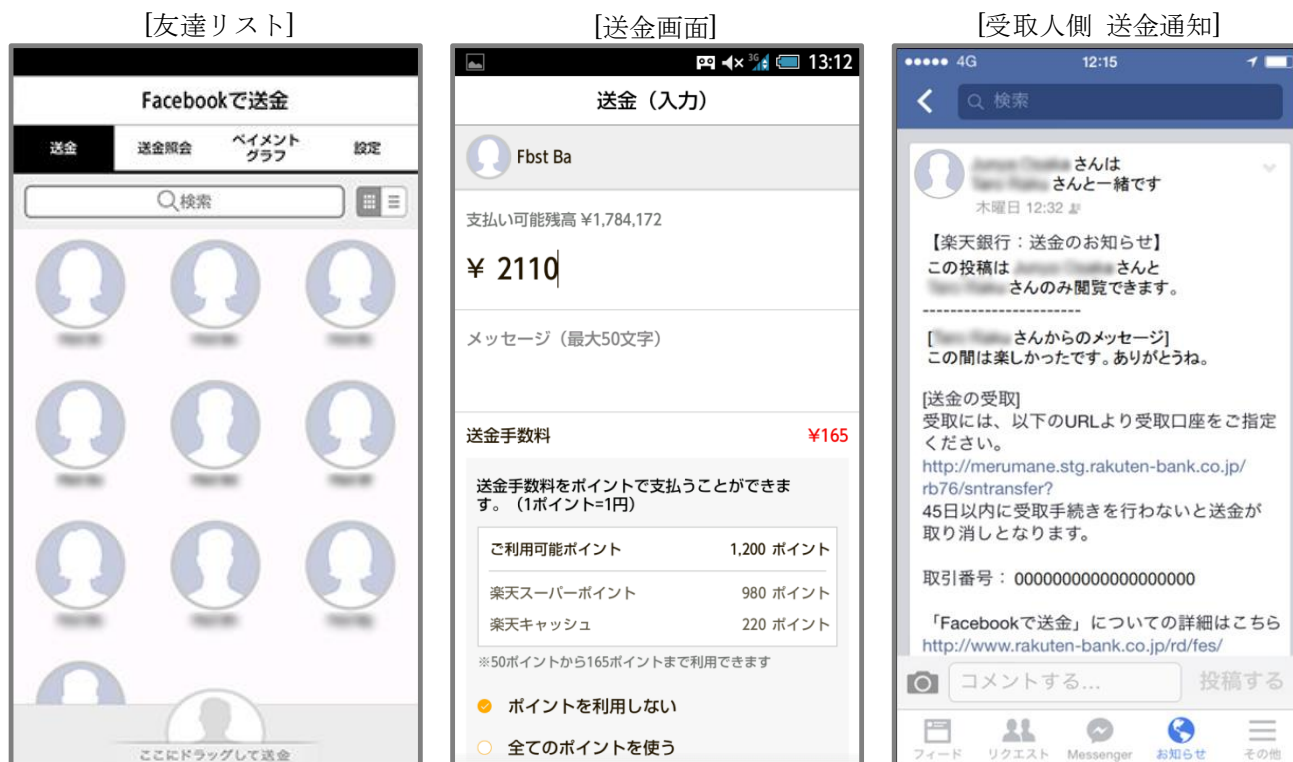 [友達リスト]
Facebookで送金
送金 送金照会 ペイメントグラフ 設定
検索
ここにドラッグして送金
[送金画面]
3G 13:12
送金（入力）
Fbst Ba
支払い可能残高 ¥1,784,172
¥ 2110
メッセージ（最大50文字）
送金手数料 ¥165
送金手数料をポイントで支払うことができま
す。（1ポイント=1円）
ご利用可能ポイント 1,200 ポイント
楽天スーパーポイント 980 ポイント
楽天キャッシュ 220 ポイント
※50ポイントから165ポイントまで利用できます
ポイントを利用しない
全てのポイントを使う
[受取人側 送金通知]
4G 12:15
検索
さんは
さんと一緒です
木曜日 12:32
【楽天銀行：送金のお知らせ】
この投稿は さんと
さんのみ閲覧できます。
-----------------------
[ さんからのメッセージ]
この間は楽しかったです。ありがとうね。
[送金の受取]
受取には、以下のURLより受取口座をご指定
ください。
http://merumane.stg.rakuten-bank.co.jp/
rb76/sntransfer?
45日以内に受取手続きを行わないと送金が
取り消しとなります。
取引番号： 0000000000000000000
「Facebookで送金」についての詳細はこちら
http://www.rakuten-bank.co.jp/rd/fes/
コメントする... 投稿する
フィード リクエスト Messenger お知らせ その他